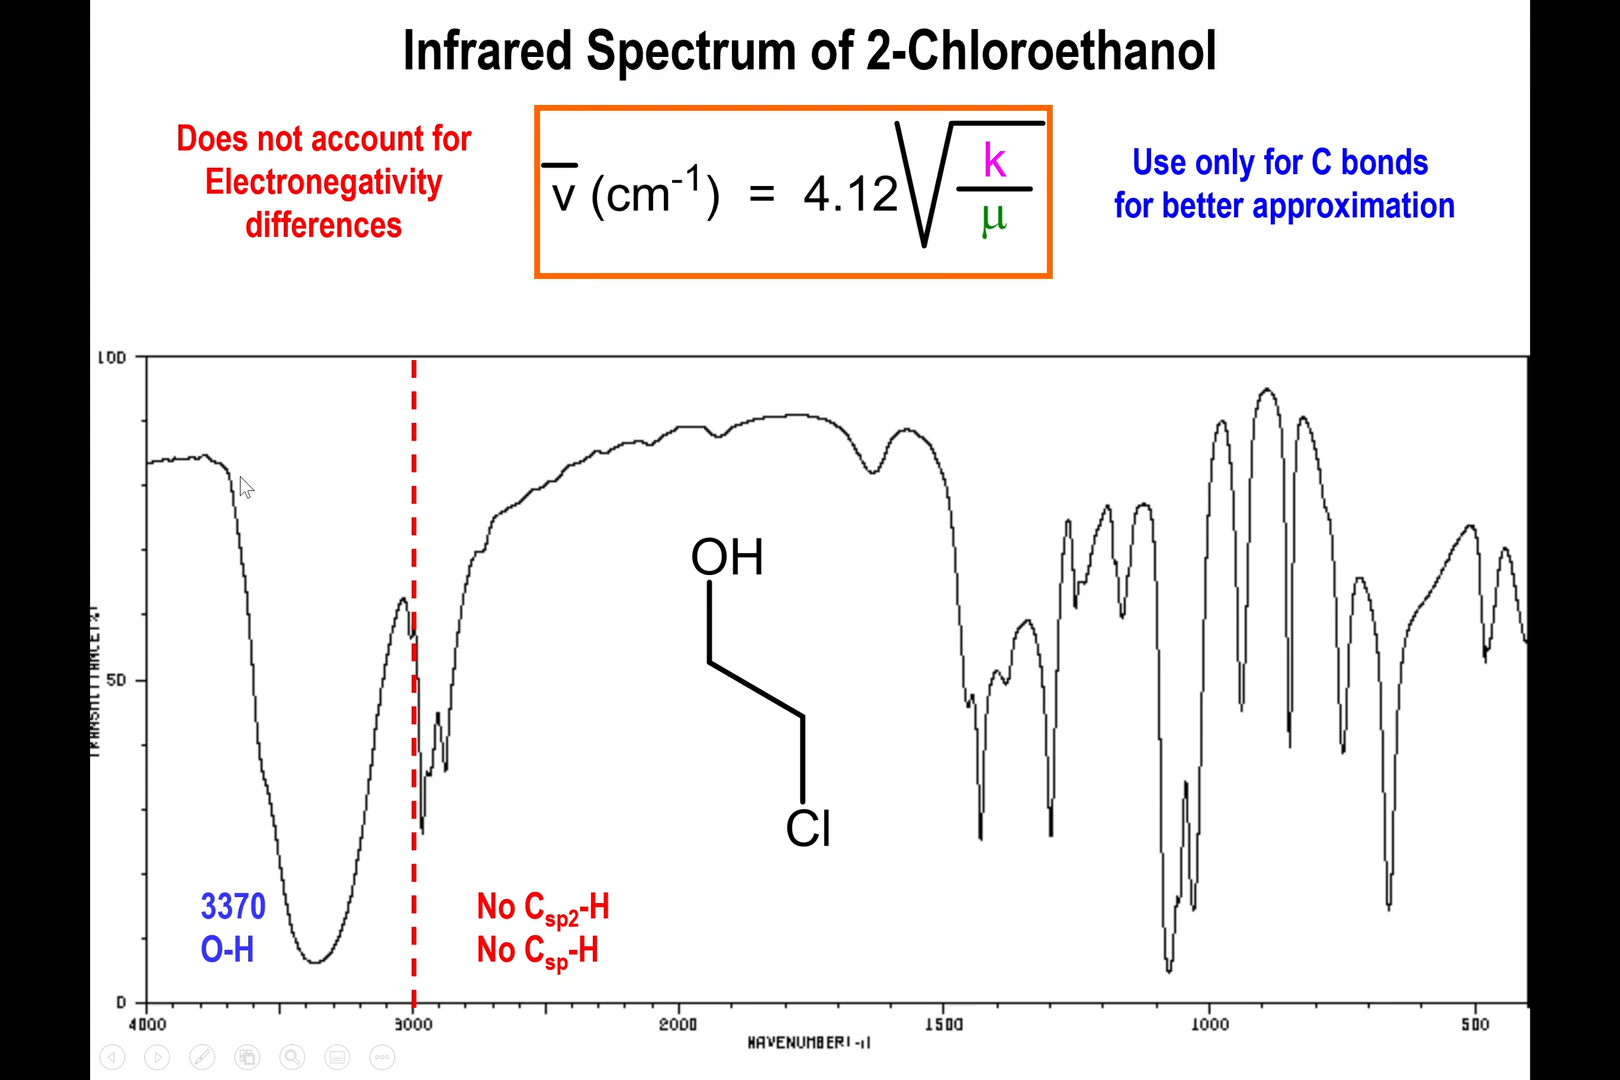 Infrared Spectrum of 2-Chloroethanol
Does not account for
Electronegativity
differences
v̅ (cm⁻¹) = 4.12√(k/μ)
Use only for C bonds
for better approximation
100
50
0
OH
Cl
3370
O-H
No Csp2-H
No Csp-H
4000 3000 2000 1500 1000 500